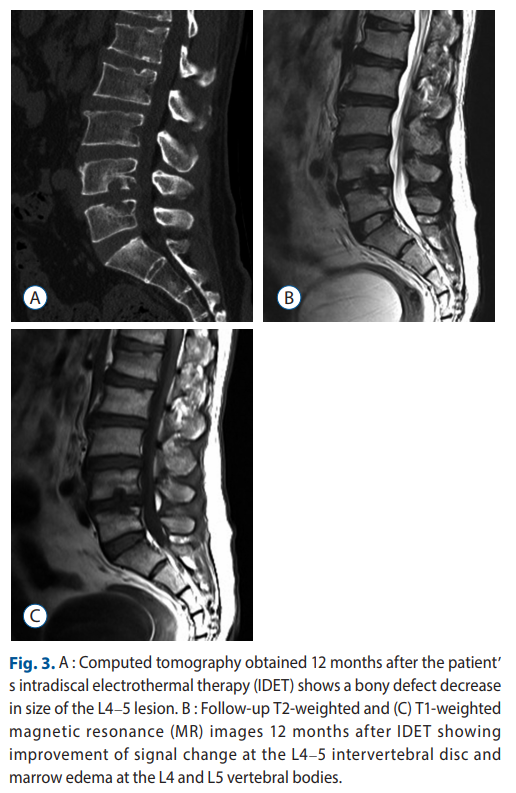 A
B
C
Fig. 3. A : Computed tomography obtained 12 months after the patient’
s intradiscal electrothermal therapy (IDET) shows a bony defect decrease
in size of the L4–5 lesion. B : Follow-up T2-weighted and (C) T1-weighted
magnetic resonance (MR) images 12 months after IDET showing
improvement of signal change at the L4–5 intervertebral disc and
marrow edema at the L4 and L5 vertebral bodies.